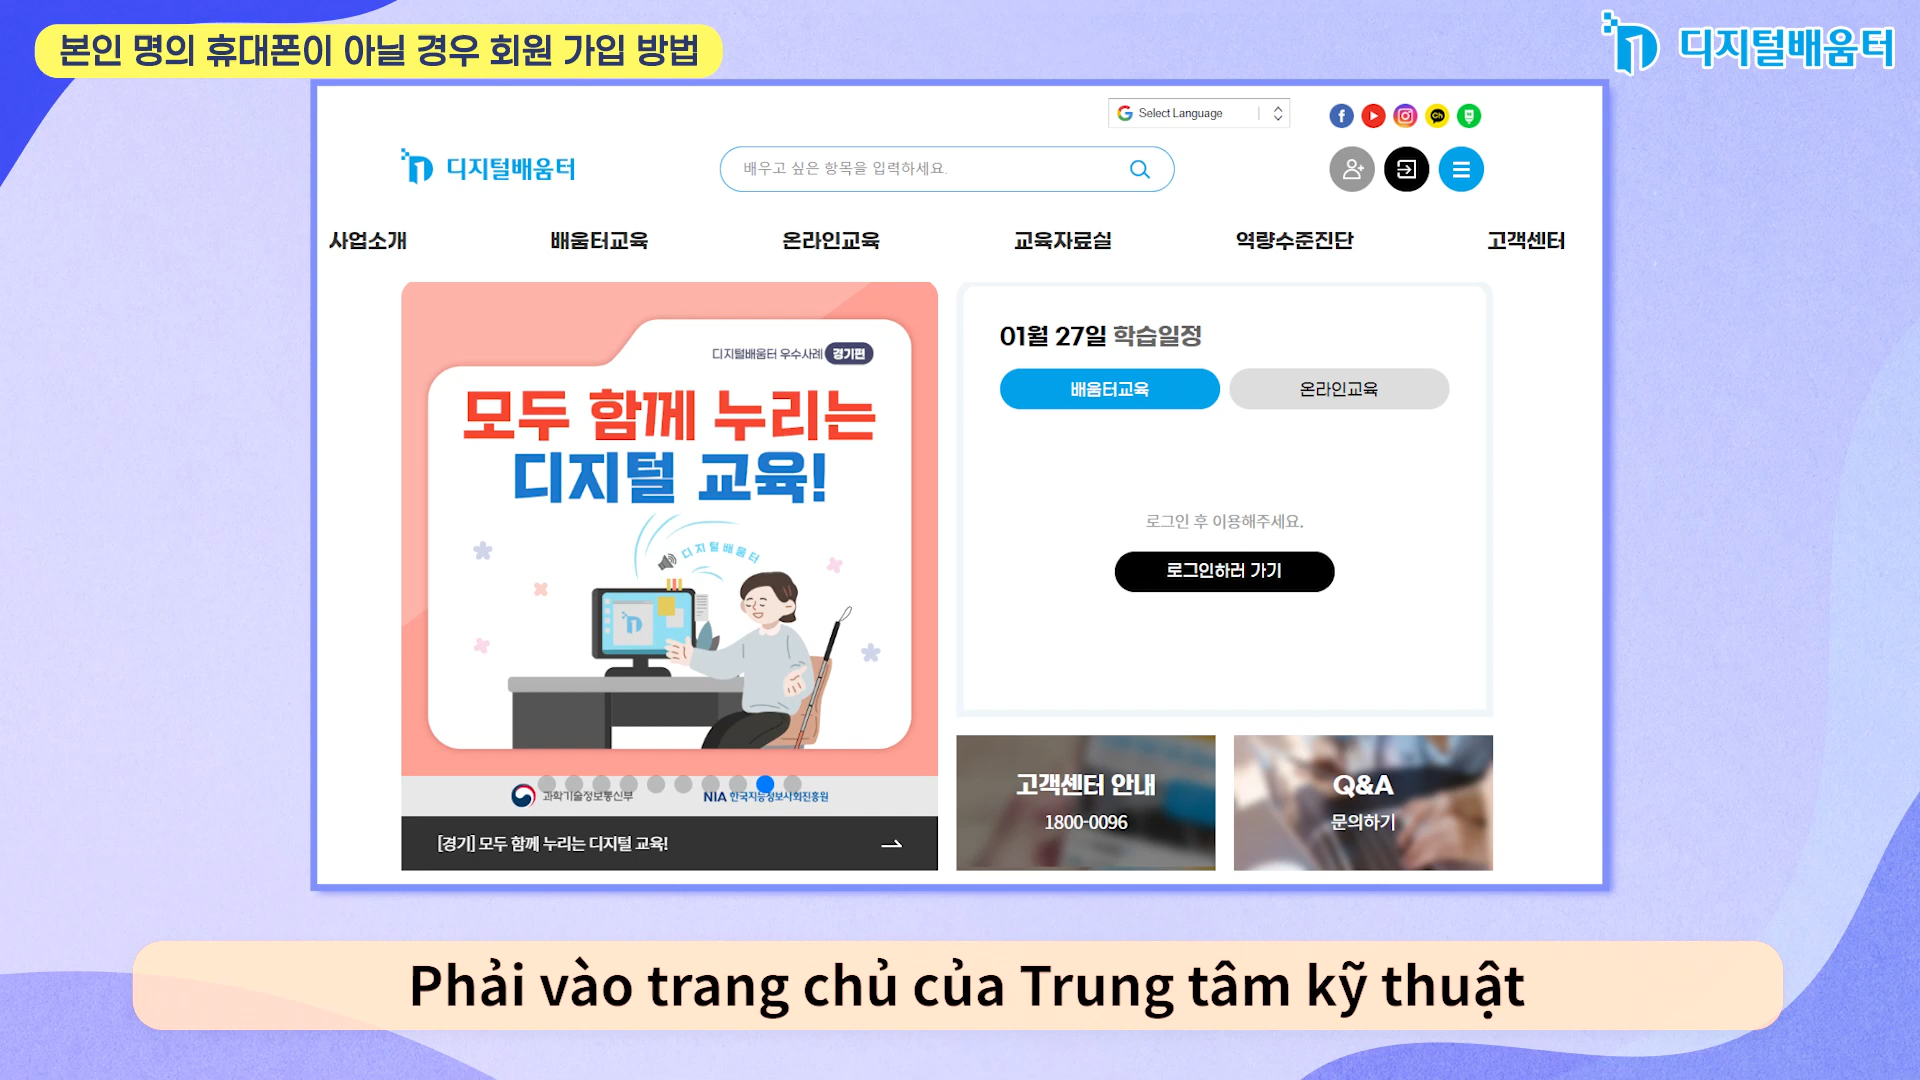 본인 명의 휴대폰이 아닐 경우 회원 가입 방법
디지털배움터
Select Language
디지털배움터
배우고 싶은 항목을 입력하세요.
사업소개 배움터교육 온라인교육 교육자료실 역량수준진단 고객센터
디지털배움터 우수사례 경기편
모두 함께 누리는
디지털 교육!
디지털배움터
과학기술정보통신부 NIA 한국지능정보사회진흥원
[경기] 모두 함께 누리는 디지털 교육!
01월 27일 학습일정
배움터교육 온라인교육
로그인 후 이용해주세요.
로그인하러 가기
고객센터 안내
1800-0096
Q&A
문의하기
Phải vào trang chủ của Trung tâm kỹ thuật